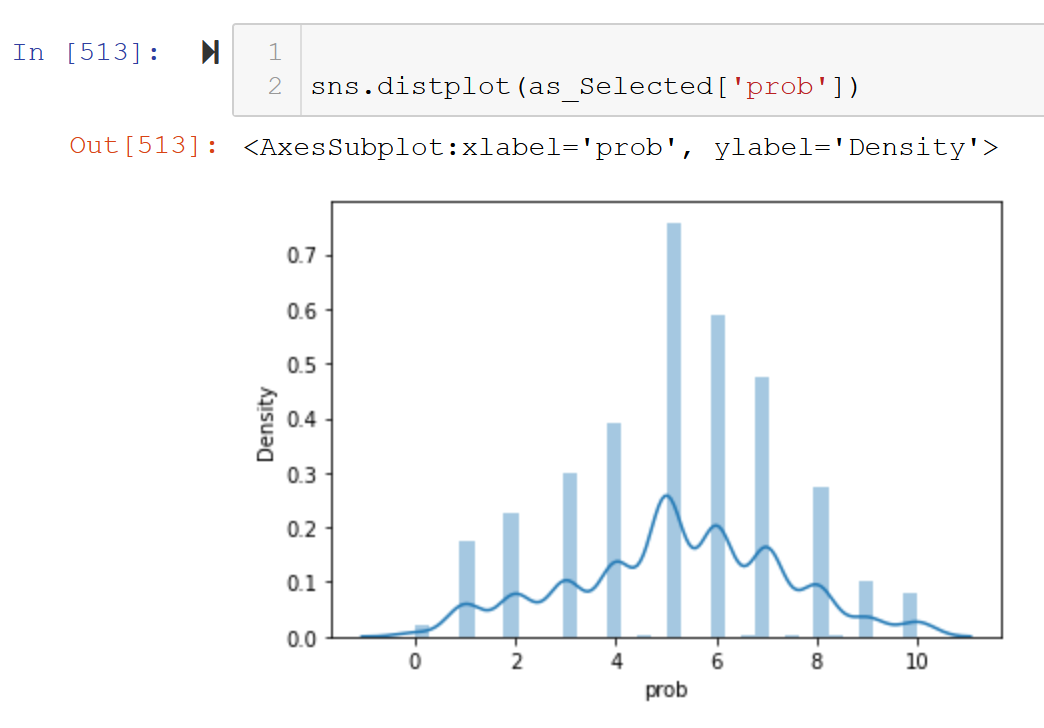 In [513]:
1
2 sns.distplot(as_Selected['prob'])
Out[513]: <AxesSubplot:xlabel='prob', ylabel='Density'>
0.7
0.6
0.5
0.4
0.3
0.2
0.1
0.0
Density
0 2 4 6 8 10
prob